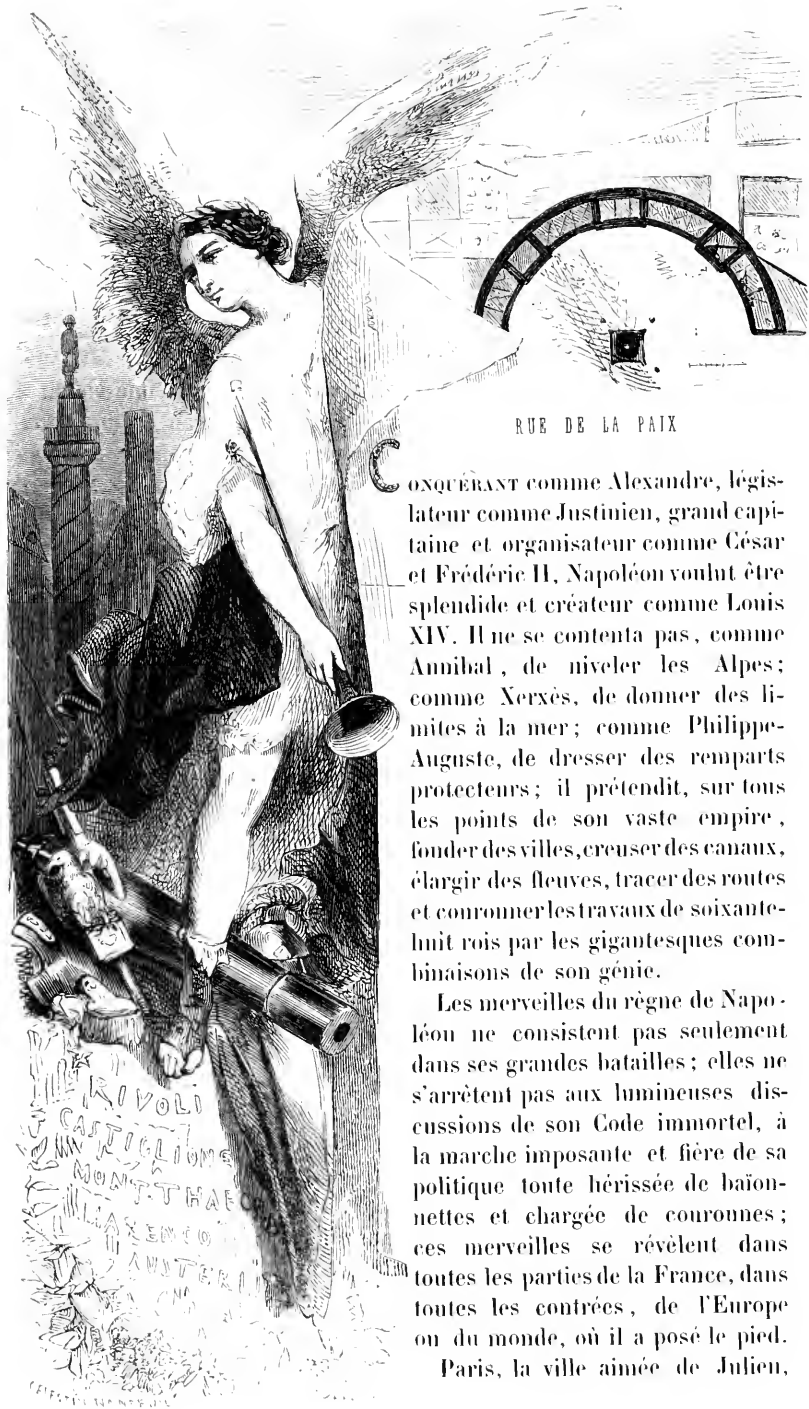 RUE DE LA PAIX
CONQUÉRANT comme Alexandre, légis-
lateur comme Justinien, grand capi-
taine et organisateur comme César
et Frédéric II, Napoléon voulut être
splendide et créateur comme Louis
XIV. Il ne se contenta pas, comme
Annibal, de niveler les Alpes;
comme Xerxès, de donner des li-
mites à la mer; comme Philippe-
Auguste, de dresser des remparts
protecteurs; il prétendit, sur tous
les points de son vaste empire,
fonder des villes, creuser des canaux,
élargir des fleuves, tracer des routes
et couronner les travaux de soixante-
huit rois par les gigantesques com-
binaisons de son génie.
Les merveilles du règne de Napo-
léon ne consistent pas seulement
dans ses grandes batailles; elles ne
s'arrêtent pas aux lumineuses dis-
cussions de son Code immortel, à
la marche imposante et fière de sa
politique toute hérissée de baïon-
nettes et chargée de couronnes;
ces merveilles se révèlent dans
toutes les parties de la France, dans
toutes les contrées, de l'Europe
ou du monde, où il a posé le pied.
Paris, la ville aimée de Julien,
RIVOLI
CASTIGLIONE
MONT-THABOR
MARENGO
AUSTERLI
CELESTIN NANTEUIL